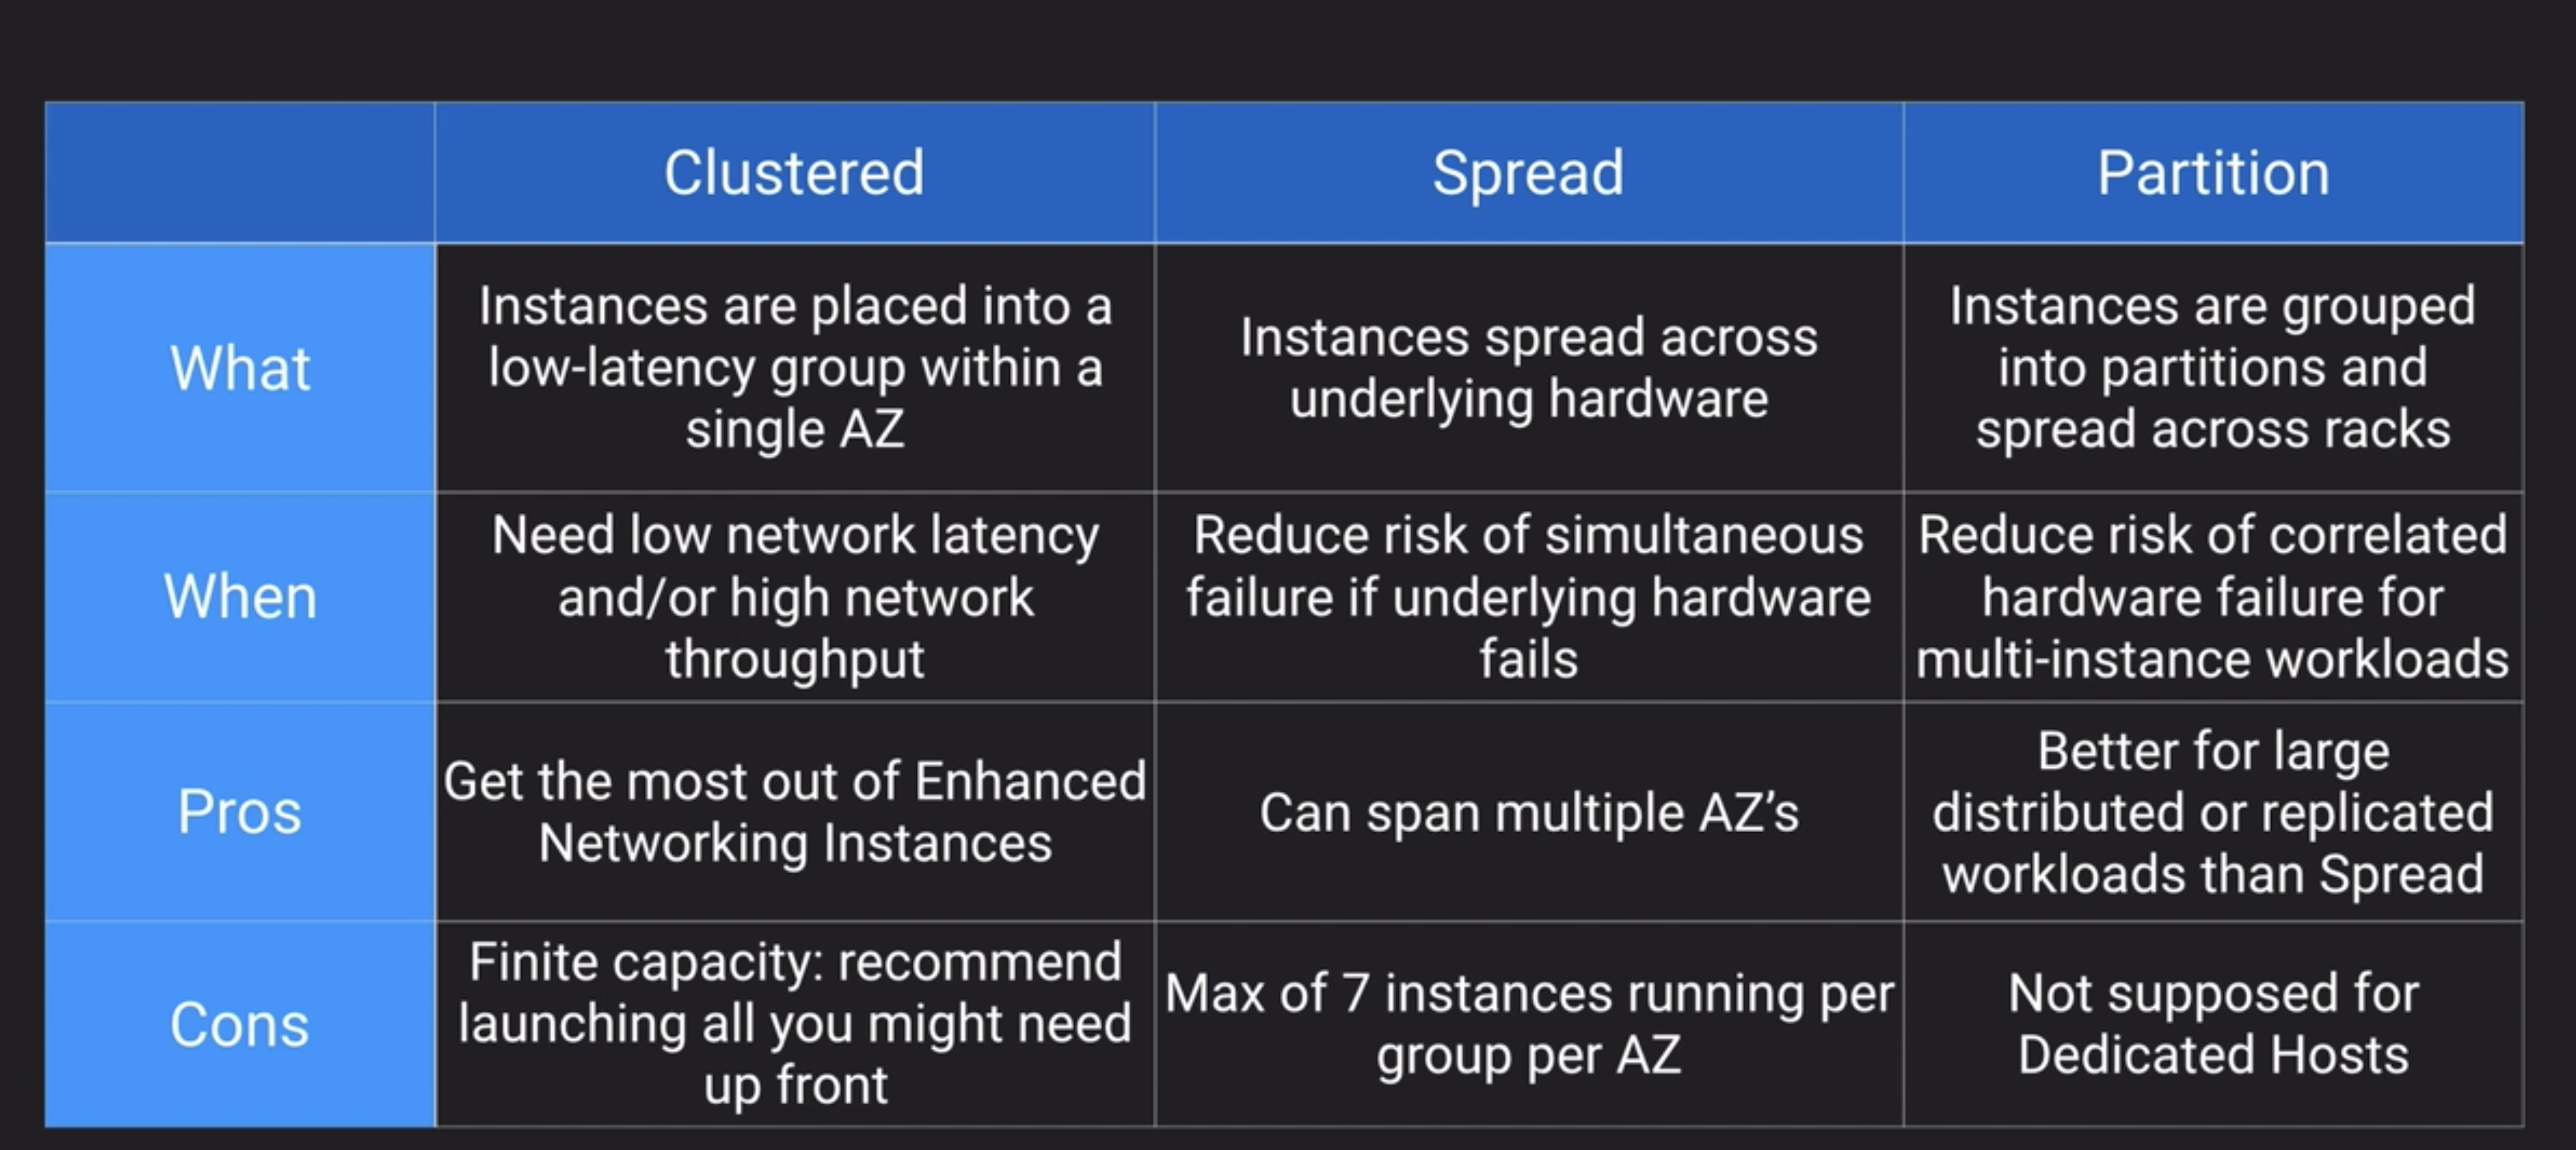 Clustered
Spread
Partition
What
Instances are placed into a
low-latency group within a
single AZ
Instances spread across
underlying hardware
Instances are grouped
into partitions and
spread across racks
When
Need low network latency
and/or high network
throughput
Reduce risk of simultaneous
failure if underlying hardware
fails
Reduce risk of correlated
hardware failure for
multi-instance workloads
Pros
Get the most out of Enhanced
Networking Instances
Can span multiple AZ’s
Better for large
distributed or replicated
workloads than Spread
Cons
Finite capacity: recommend
launching all you might need
up front
Max of 7 instances running per
group per AZ
Not supposed for
Dedicated Hosts